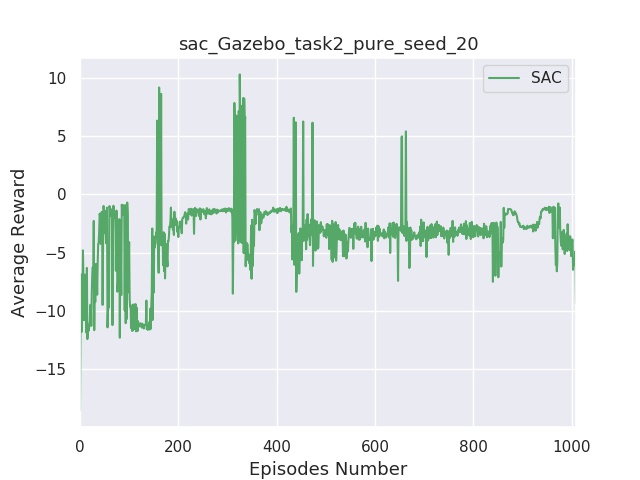 sac_Gazebo_task2_pure_seed_20
SAC
10
5
0
−5
−10
−15
Average Reward
0 200 400 600 800 1000
Episodes Number